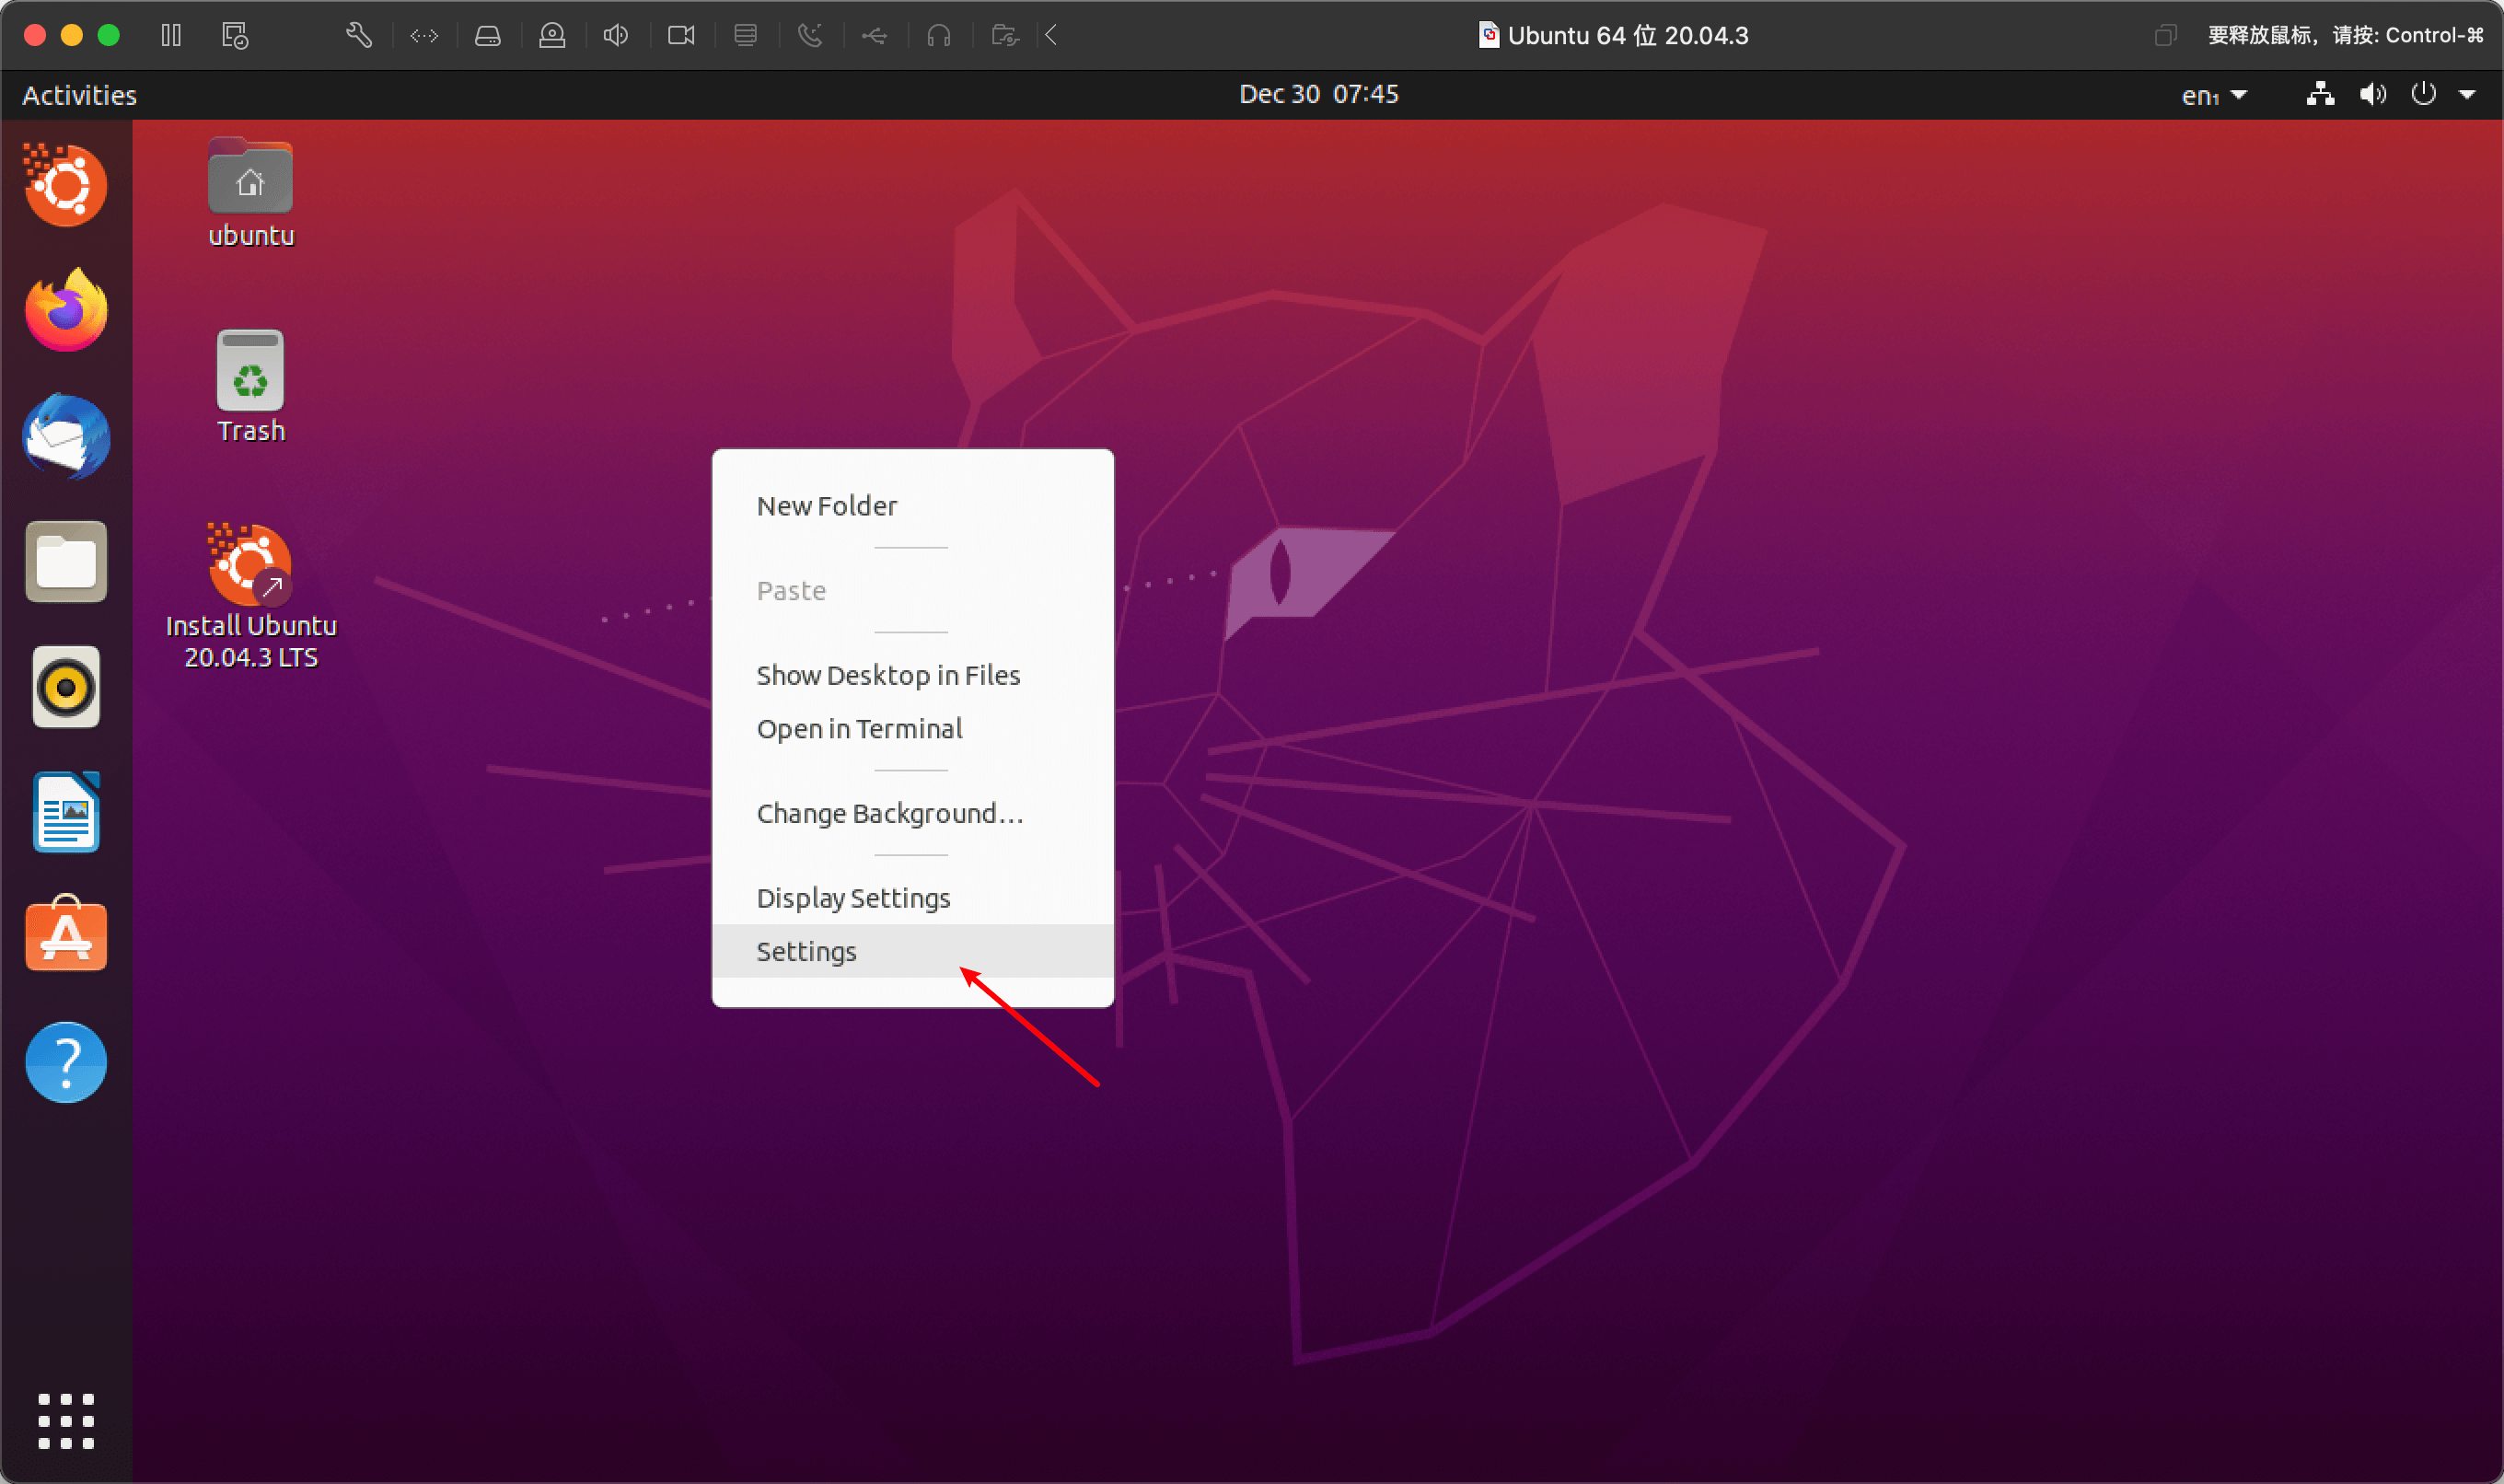 Ubuntu 64 位 20.04.3
要释放鼠标，请按: Control-⌘
Activities
Dec 30 07:45
en₁
ubuntu
Trash
Install Ubuntu
20.04.3 LTS
New Folder
Paste
Show Desktop in Files
Open in Terminal
Change Background…
Display Settings
Settings